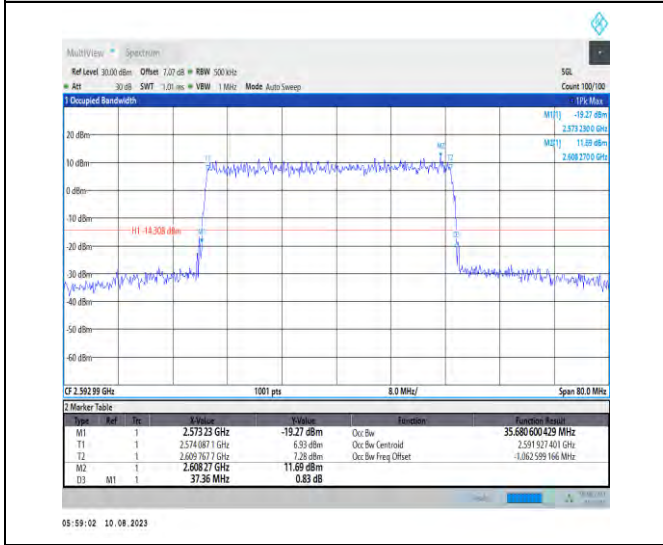 MultiView Spectrum
Ref Level 30.00 dBm Offset 7.07 dB RBW 500 kHz SGL
Att 30 dB SWT 1.01 ms VBW 1 MHz Mode Auto Sweep Count 100/100
1 Occupied Bandwidth 1Pk Max
M1[1] -19.27 dBm
2.573 230 0 GHz
M2[1] 11.69 dBm
2.608 270 0 GHz
20 dBm
M2
T1 T2
10 dBm
0 dBm
-10 dBm
H1 -14.308 dBm
M1 D3
-20 dBm
-30 dBm
-40 dBm
-50 dBm
-60 dBm
CF 2.592 99 GHz 1001 pts 8.0 MHz/ Span 80.0 MHz
2 Marker Table
Type Ref Trc X-Value Y-Value Function Function Result
M1 1 2.573 23 GHz -19.27 dBm Occ Bw 35.680 600 429 MHz
T1 1 2.574 087 1 GHz 6.93 dBm Occ Bw Centroid 2.591 927 401 GHz
T2 1 2.609 767 7 GHz 7.28 dBm Occ Bw Freq Offset -1.062 599 166 MHz
M2 1 2.608 27 GHz 11.69 dBm
D3 M1 1 37.36 MHz 0.83 dB
05:59:02 10.08.2023